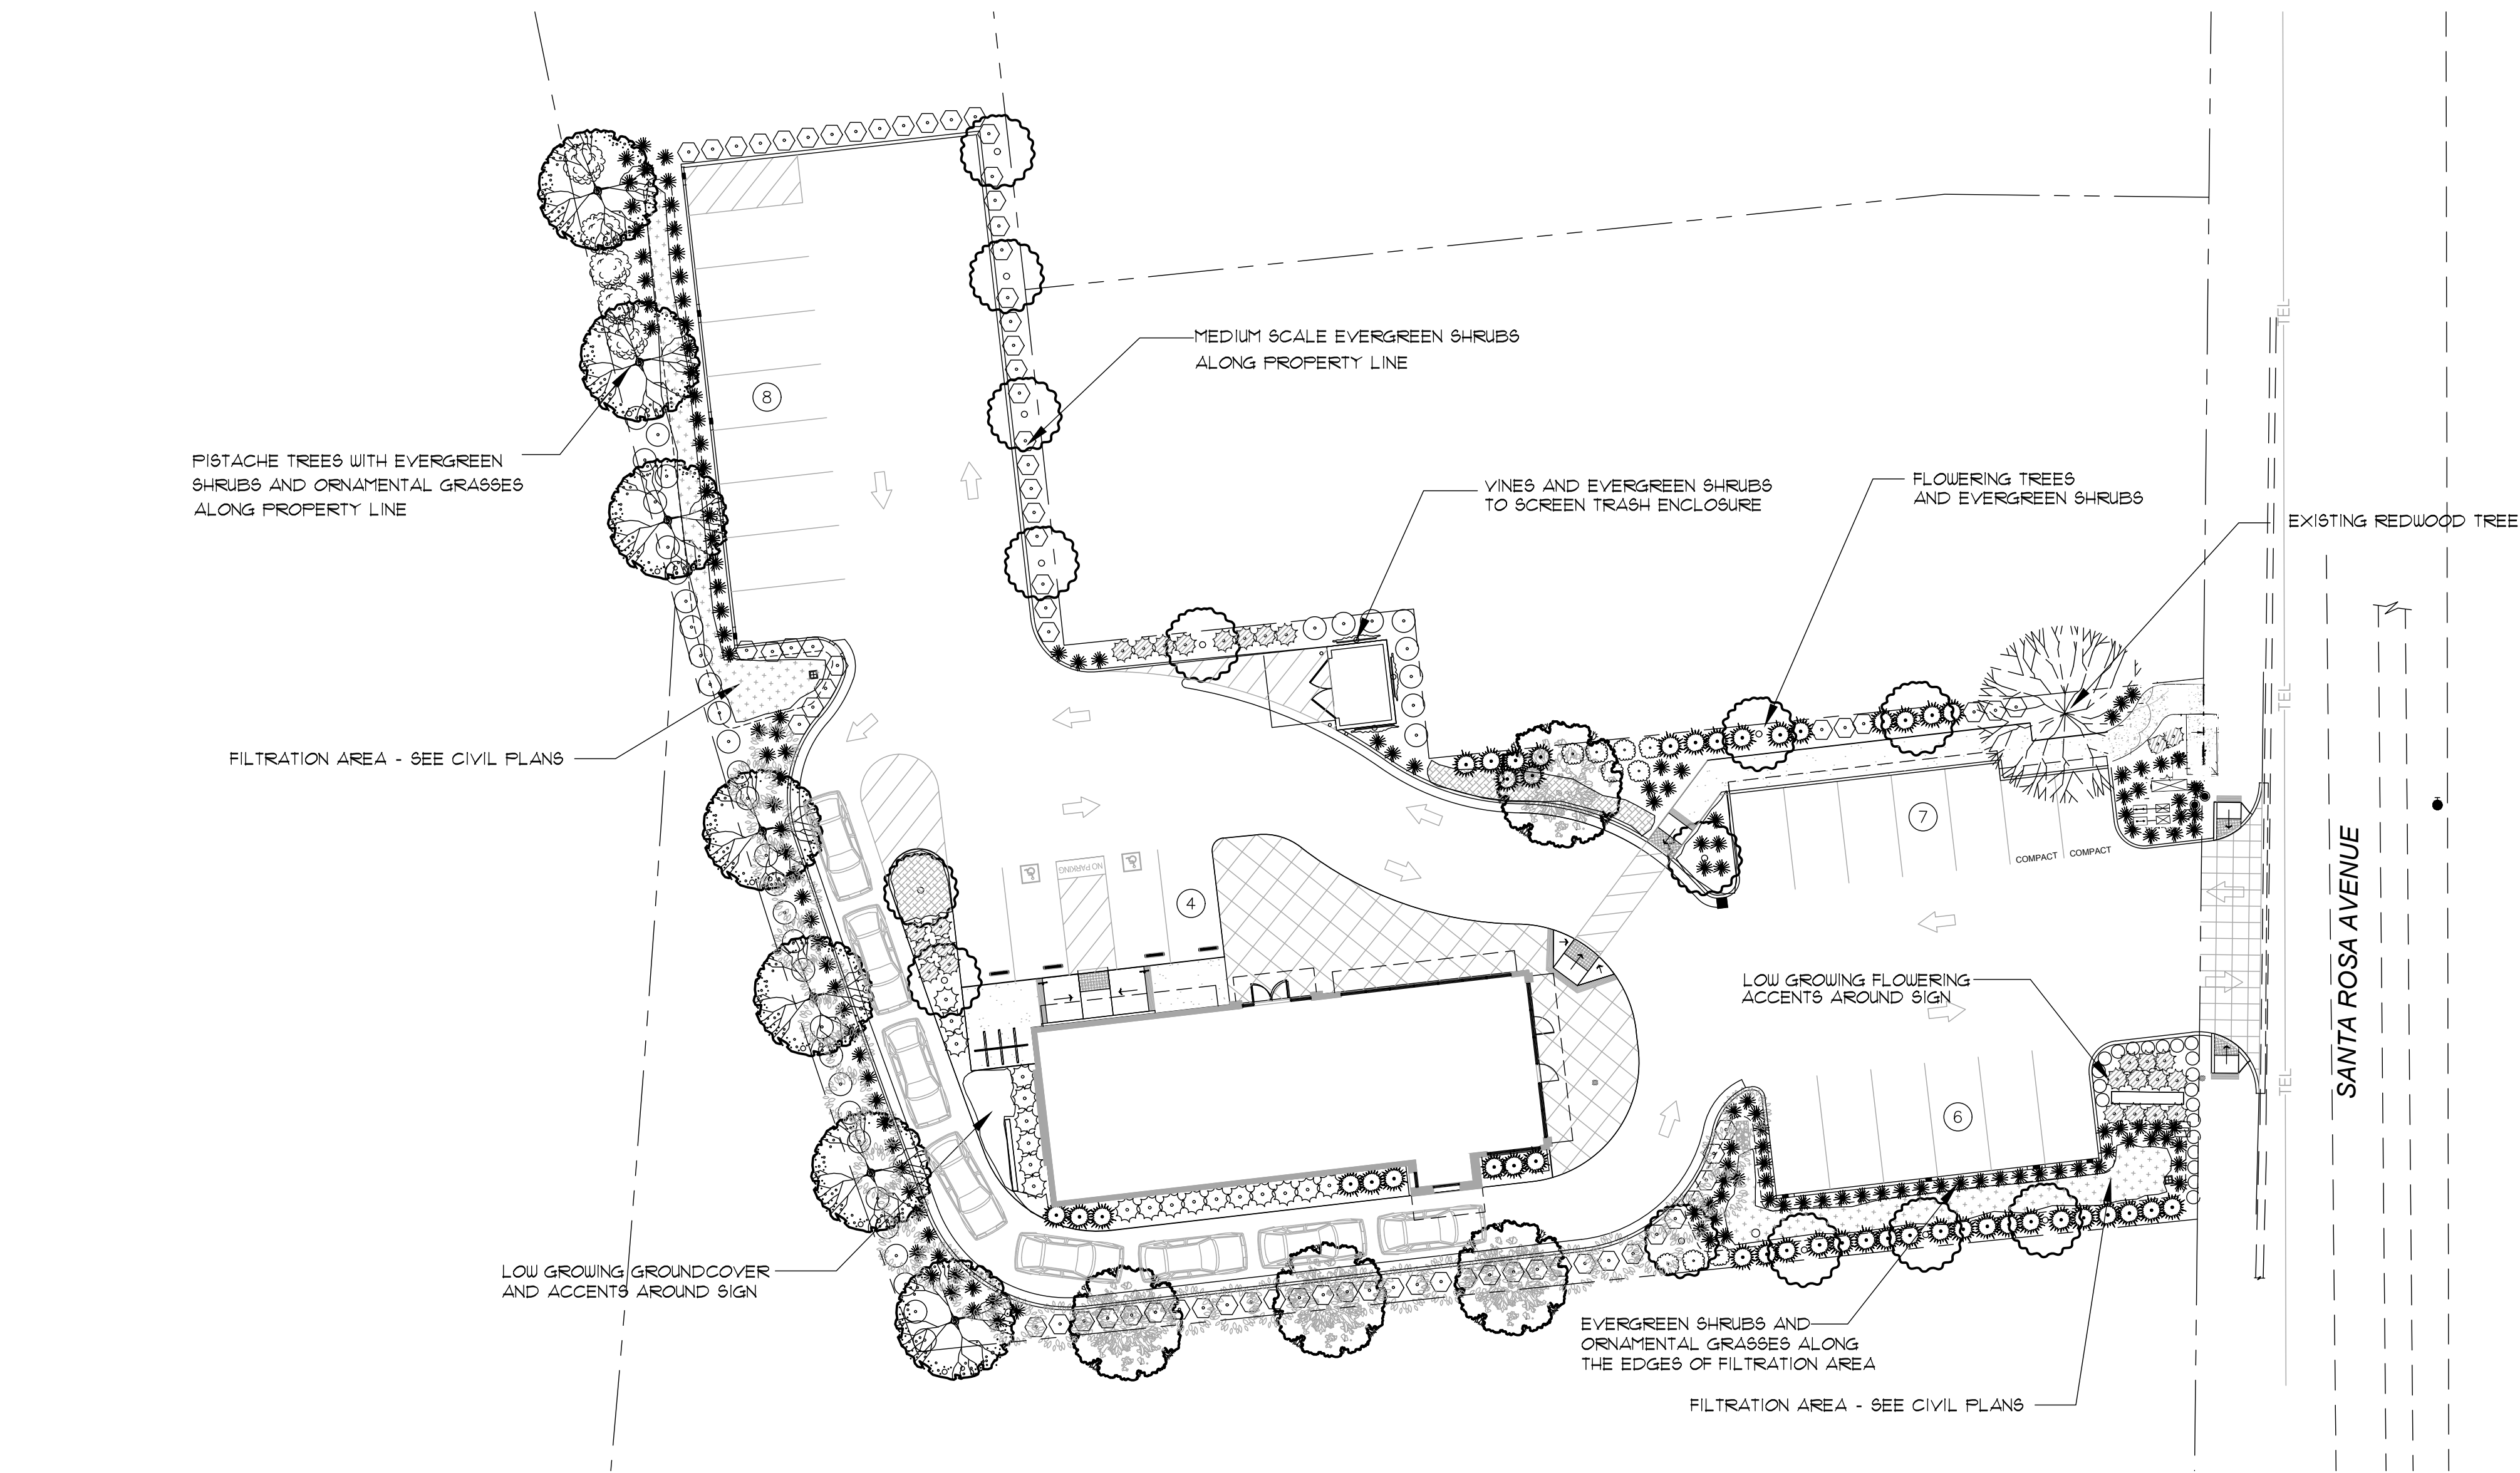 TEL
MEDIUM SCALE EVERGREEN SHRUBS
ALONG PROPERTY LINE
8
PISTACHE TREES WITH EVERGREEN
SHRUBS AND ORNAMENTAL GRASSES
ALONG PROPERTY LINE
VINES AND EVERGREEN SHRUBS
TO SCREEN TRASH ENCLOSURE
FLOWERING TREES
AND EVERGREEN SHRUBS
EXISTING REDWOOD TREE
TEL
FILTRATION AREA - SEE CIVIL PLANS
7
COMPACT
COMPACT
NO PARKING
4
SANTA ROSA AVENUE
LOW GROWING FLOWERING
ACCENTS AROUND SIGN
TEL
6
LOW GROWING GROUNDCOVER
AND ACCENTS AROUND SIGN
EVERGREEN SHRUBS AND
ORNAMENTAL GRASSES ALONG
THE EDGES OF FILTRATION AREA
FILTRATION AREA - SEE CIVIL PLANS